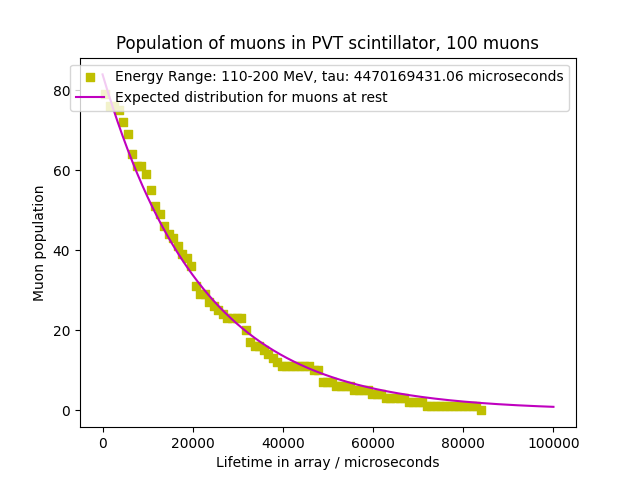 Population of muons in PVT scintillator, 100 muons
Energy Range: 110-200 MeV, tau: 4470169431.06 microseconds
Expected distribution for muons at rest
Muon population
80
60
40
20
0
0 20000 40000 60000 80000 100000
Lifetime in array / microseconds